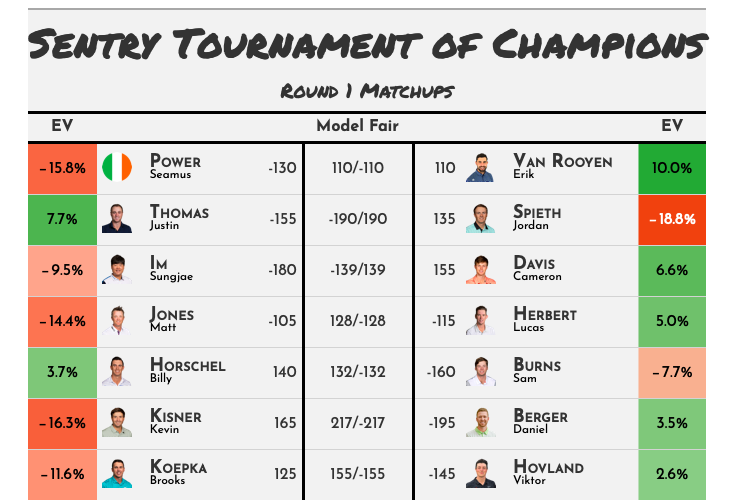 Sentry Tournament of Champions
Round 1 Matchups
EV Model Fair EV
−15.8% Power Seamus -130 110/-110 110 Van Rooyen Erik 10.0%
7.7% Thomas Justin -155 -190/190 135 Spieth Jordan −18.8%
−9.5% Im Sungjae -180 -139/139 155 Davis Cameron 6.6%
−14.4% Jones Matt -105 128/-128 -115 Herbert Lucas 5.0%
3.7% Horschel Billy 140 132/-132 -160 Burns Sam −7.7%
−16.3% Kisner Kevin 165 217/-217 -195 Berger Daniel 3.5%
−11.6% Koepka Brooks 125 155/-155 -145 Hovland Viktor 2.6%